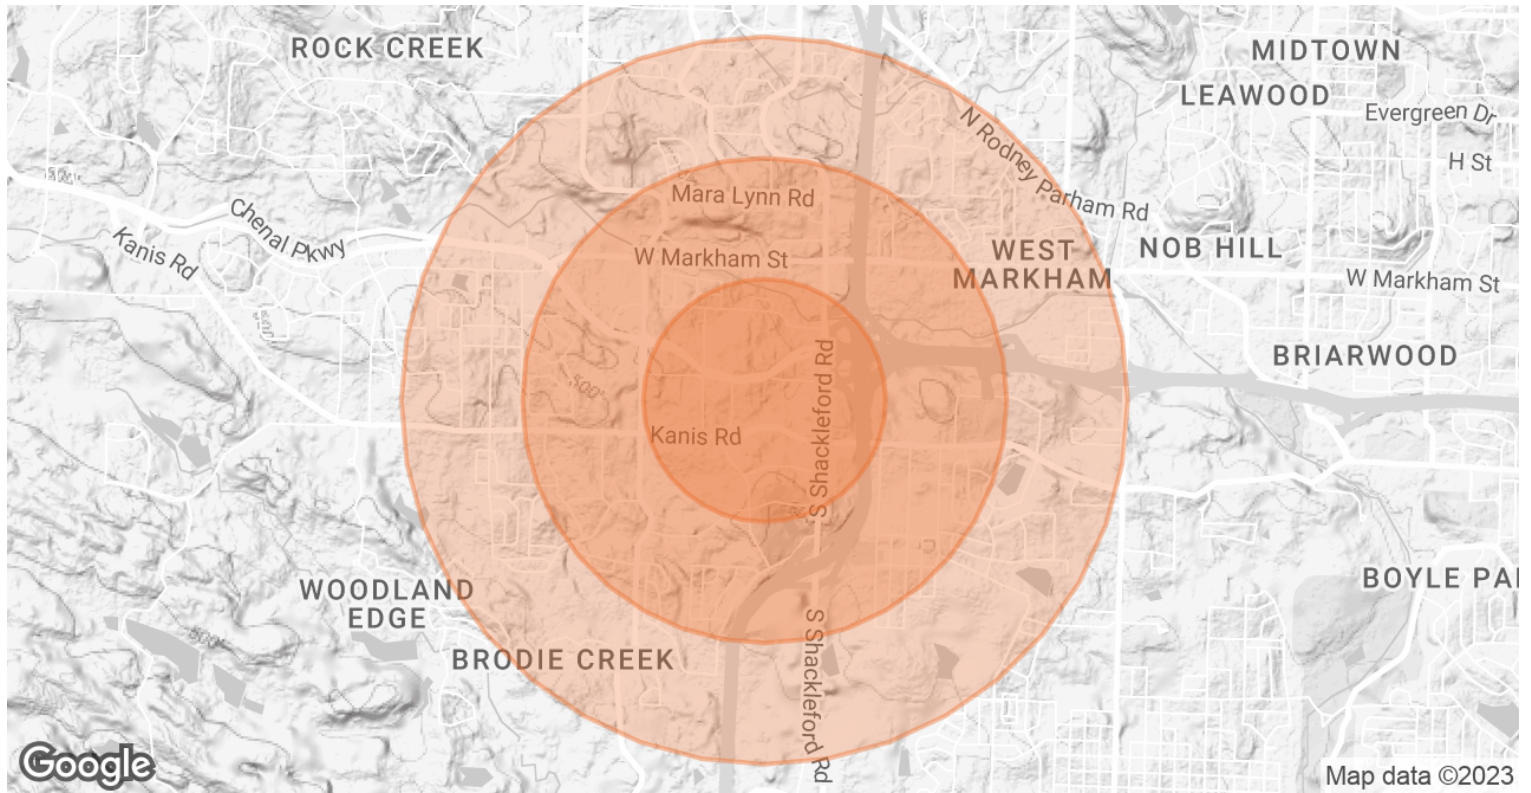 ROCK CREEK
MIDTOWN
LEAWOOD
Evergreen Dr
N Rodney Parham Rd
H St
Mara Lynn Rd
Chenal Pkwy
Kanis Rd
W Markham St
WEST
MARKHAM
NOB HILL
W Markham St
BRIARWOOD
500'
S Shackleford Rd
Kanis Rd
WOODLAND
EDGE
BOYLE PA
500'
BRODIE CREEK
S Shackleford Rd
Google
Map data ©2023